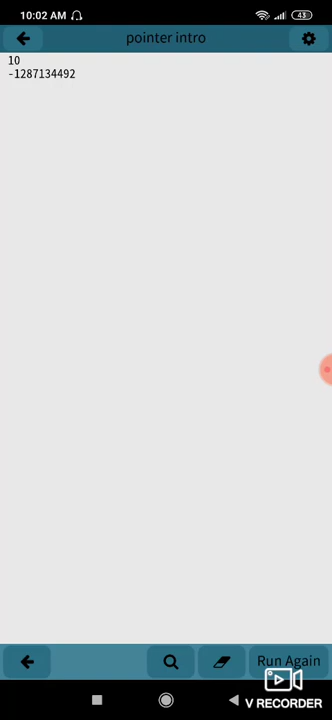 10:02 AM
43
pointer intro
10
-1287134492
Run Again
V RECORDER